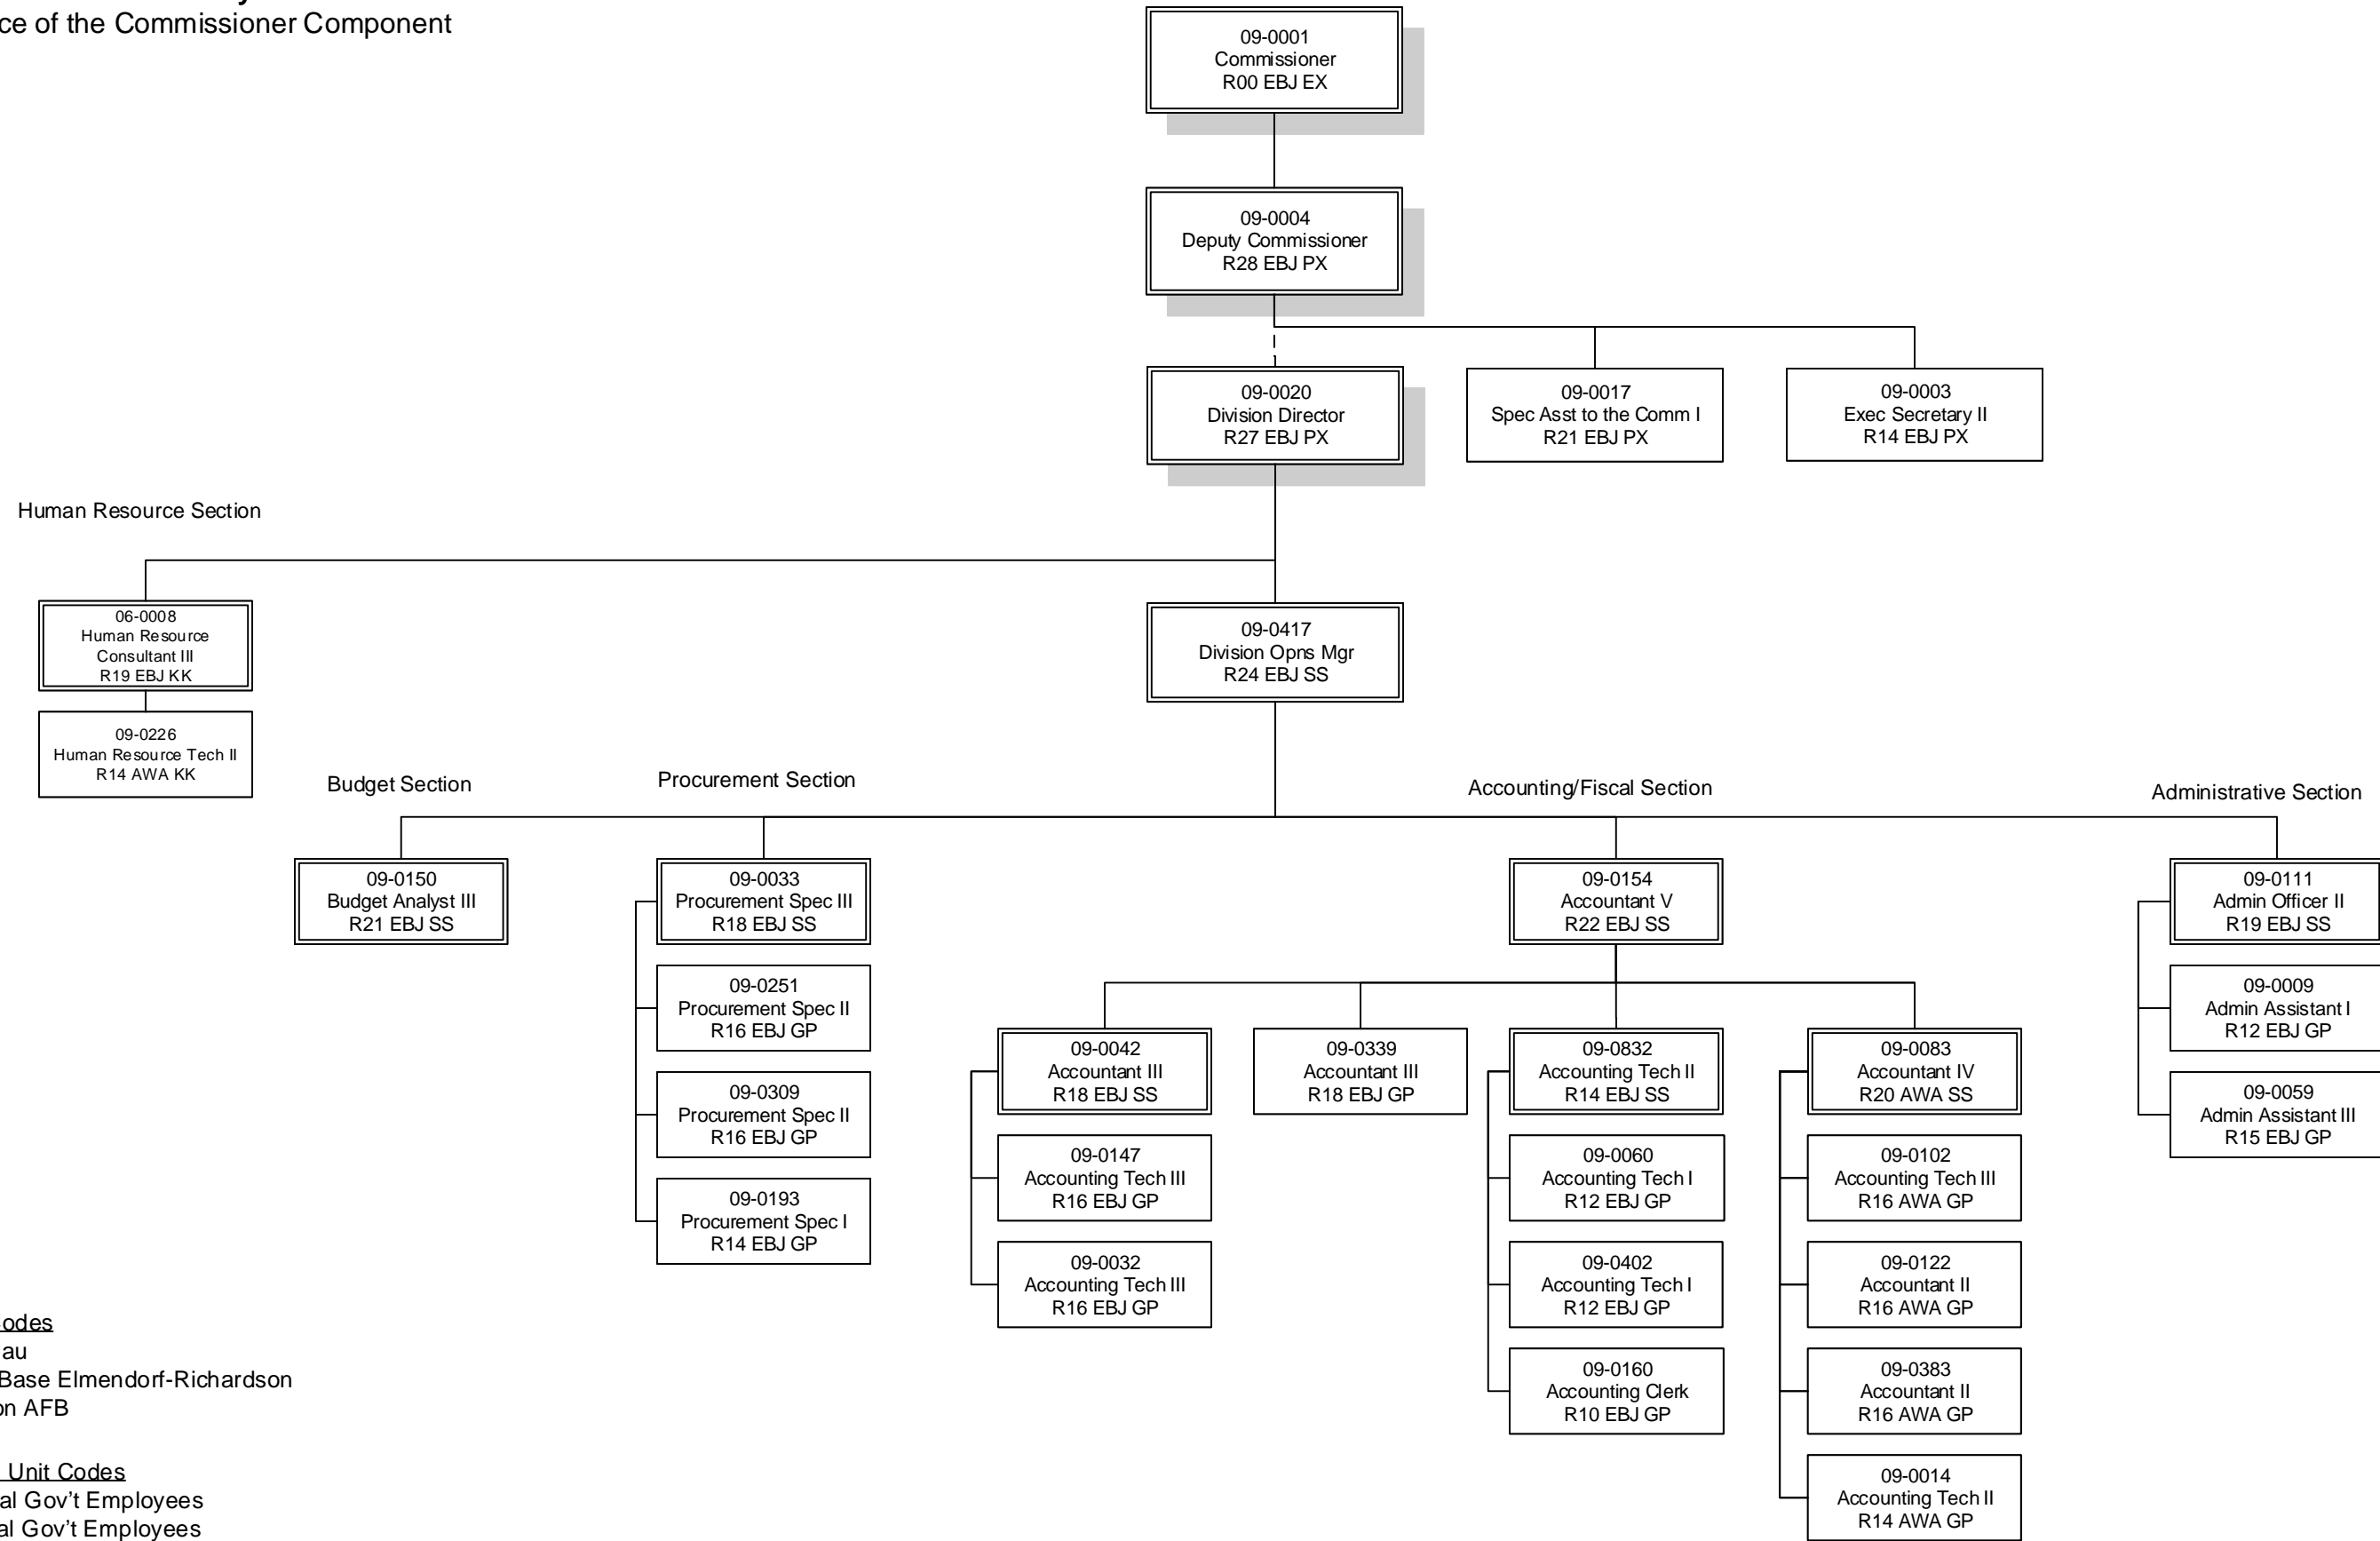 of the Commissioner Component
09-0001
Commissioner
R00 EBJ EX
09-0004
Deputy Commissioner
R28 EBJ PX
09-0020
Division Director
R27 EBJ PX
09-0017
Spec Asst to the Comm I
R21 EBJ PX
09-0003
Exec Secretary II
R14 EBJ PX
Human Resource Section
06-0008
Human Resource
Consultant III
R19 EBJ KK
09-0226
Human Resource Tech II
R14 AWA KK
09-0417
Division Opns Mgr
R24 EBJ SS
Budget Section
Procurement Section
Accounting/Fiscal Section
Administrative Section
09-0150
Budget Analyst III
R21 EBJ SS
09-0033
Procurement Spec III
R18 EBJ SS
09-0251
Procurement Spec II
R16 EBJ GP
09-0309
Procurement Spec II
R16 EBJ GP
09-0193
Procurement Spec I
R14 EBJ GP
09-0154
Accountant V
R22 EBJ SS
09-0042
Accountant III
R18 EBJ SS
09-0147
Accounting Tech III
R16 EBJ GP
09-0032
Accounting Tech III
R16 EBJ GP
09-0339
Accountant III
R18 EBJ GP
09-0832
Accounting Tech II
R14 EBJ SS
09-0060
Accounting Tech I
R12 EBJ GP
09-0402
Accounting Tech I
R12 EBJ GP
09-0160
Accounting Clerk
R10 EBJ GP
09-0083
Accountant IV
R20 AWA SS
09-0102
Accounting Tech III
R16 AWA GP
09-0122
Accountant II
R16 AWA GP
09-0383
Accountant II
R16 AWA GP
09-0014
Accounting Tech II
R14 AWA GP
09-0111
Admin Officer II
R19 EBJ SS
09-0009
Admin Assistant I
R12 EBJ GP
09-0059
Admin Assistant III
R15 EBJ GP
Base Elmendorf-Richardson
AFB
Unit Codes
Gov't Employees
Gov't Employees